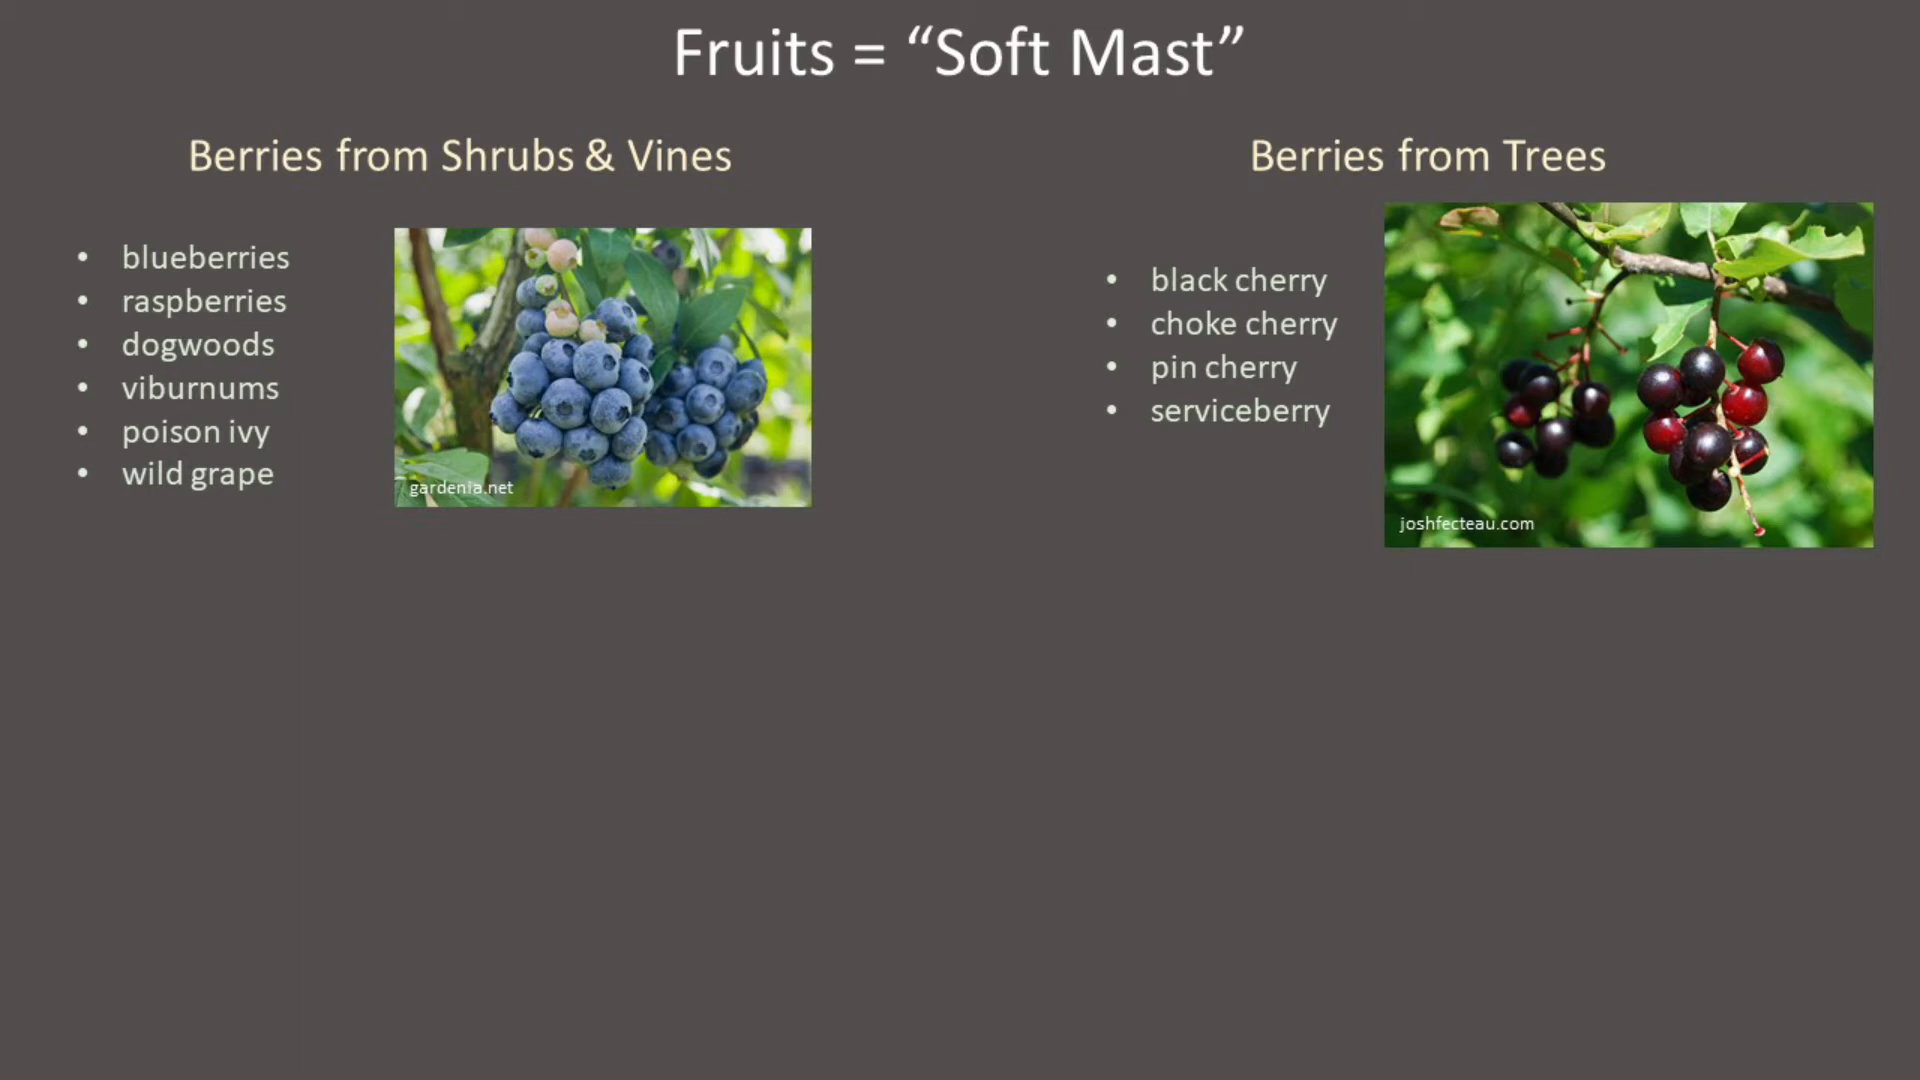 Fruits = “Soft Mast”
Berries from Shrubs & Vines
• blueberries
• raspberries
• dogwoods
• viburnums
• poison ivy
• wild grape
gardenia.net
Berries from Trees
• black cherry
• choke cherry
• pin cherry
• serviceberry
joshfecteau.com